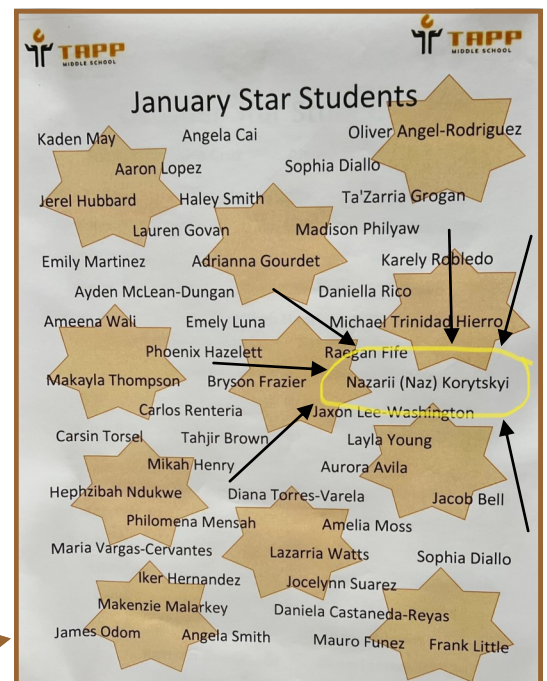 TAPP
MIDDLE SCHOOL
TAPP
MIDDLE SCHOOL
January Star Students
Kaden May Angela Cai Oliver Angel-Rodriguez
Aaron Lopez Sophia Diallo
Jerel Hubbard Haley Smith Ta'Zarria Grogan
Lauren Govan Madison Philyaw
Emily Martinez Adrianna Gourdet Karely Robledo
Ayden McLean-Dungan Daniella Rico
Ameena Wali Emely Luna Michael Trinidad Hierro
Phoenix Hazelett Raegan Fife
Makayla Thompson Bryson Frazier Nazarii (Naz) Korytskyi
Carlos Renteria Jaxon Lee-Washington
Carsin Torsel Tahjir Brown Layla Young
Mikah Henry Aurora Avila
Hephzibah Ndukwe Diana Torres-Varela Jacob Bell
Philomena Mensah Amelia Moss
Maria Vargas-Cervantes Lazarria Watts Sophia Diallo
Iker Hernandez Jocelynn Suarez
Makenzie Malarkey Daniela Castaneda-Reyas
James Odom Angela Smith Mauro Funez Frank Little